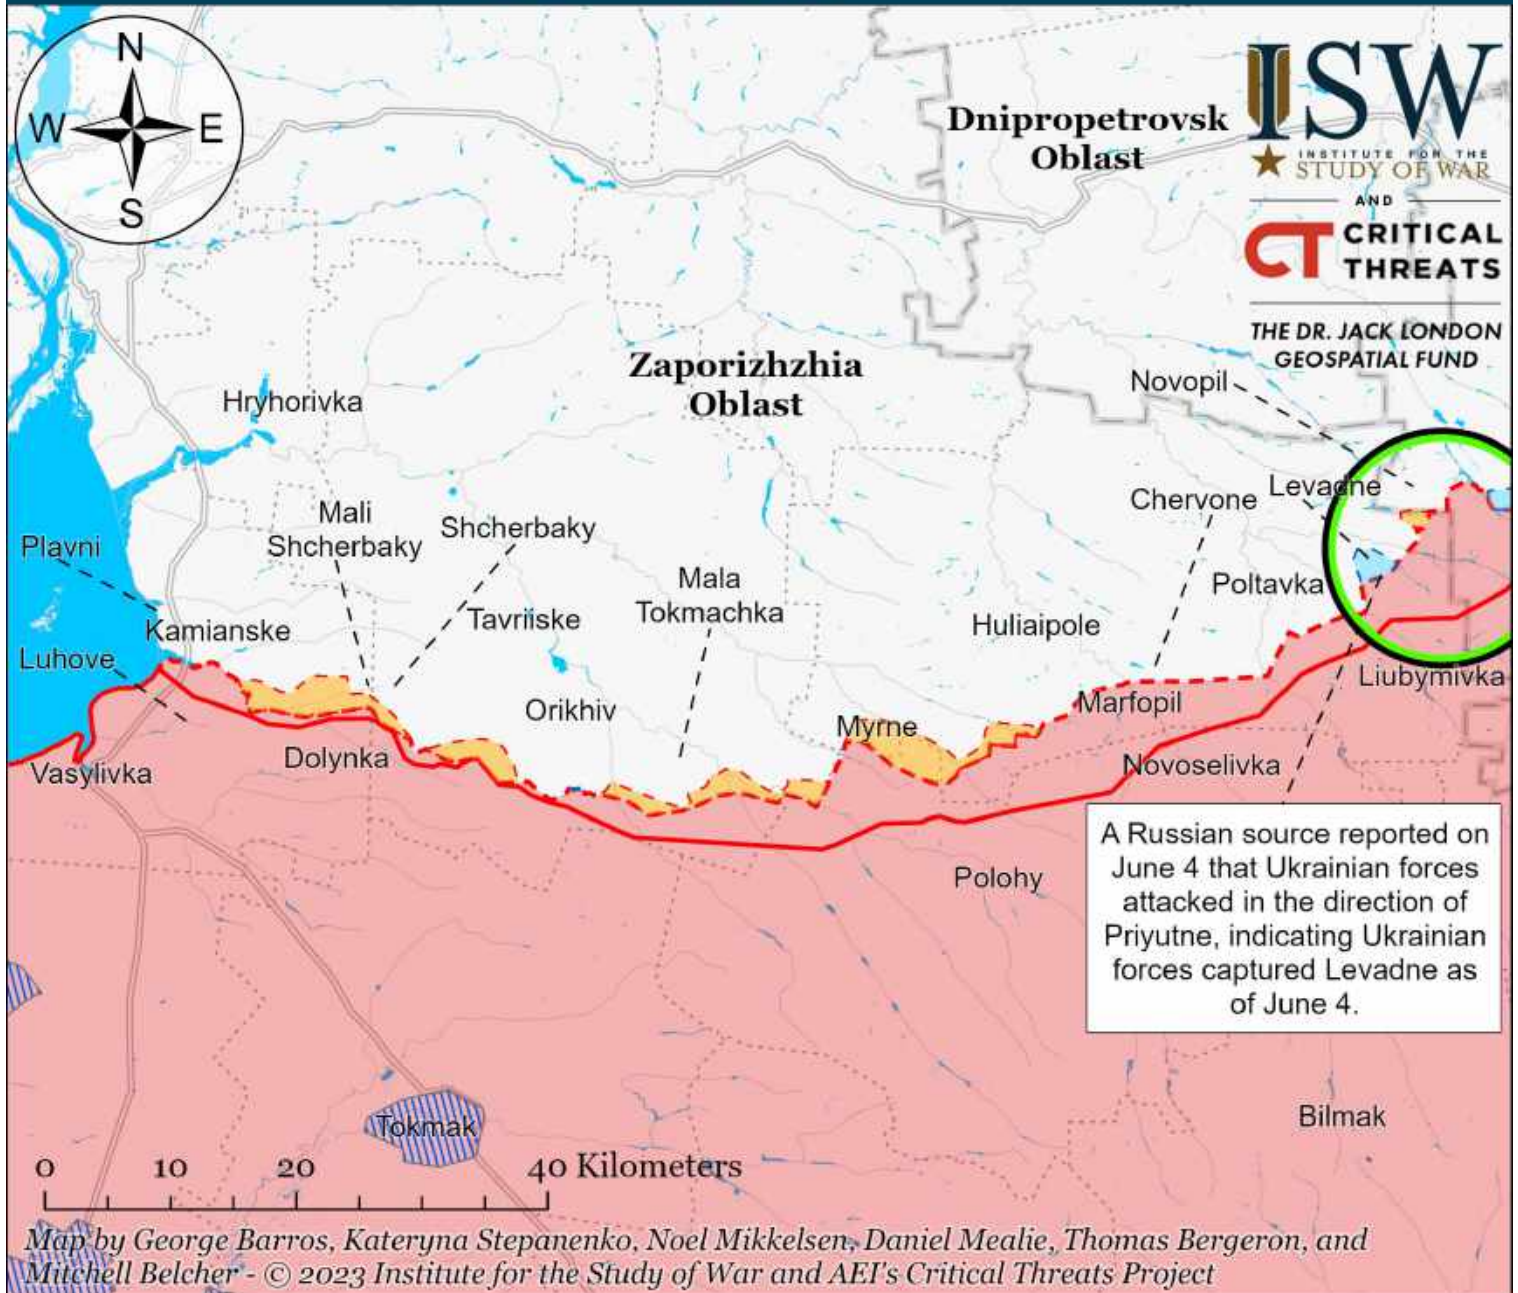 N
W
E
S
Dnipropetrovsk
Oblast
ISW
INSTITUTE FOR THE
STUDY OF WAR
AND
CT CRITICAL
THREATS
THE DR. JACK LONDON
GEOSPATIAL FUND
Zaporizhzhia
Oblast
Novopil
Hryhorivka
Levadne
Chervone
Mali
Shcherbaky
Shcherbaky
Plavni
Mala
Tokmachka
Poltavka
Tavriiske
Huliaipole
Kamianske
Luhove
Liubymivka
Orikhiv
Marfopil
Myrne
Dolynka
Vasylivka
Novoselivka
Polohy
A Russian source reported on
June 4 that Ukrainian forces
attacked in the direction of
Priyutne, indicating Ukrainian
forces captured Levadne as
of June 4.
Tokmak
Bilmak
0 10 20 40 Kilometers
Map by George Barros, Kateryna Stepanenko, Noel Mikkelsen, Daniel Mealie, Thomas Bergeron, and
Mitchell Belcher - © 2023 Institute for the Study of War and AEI's Critical Threats Project